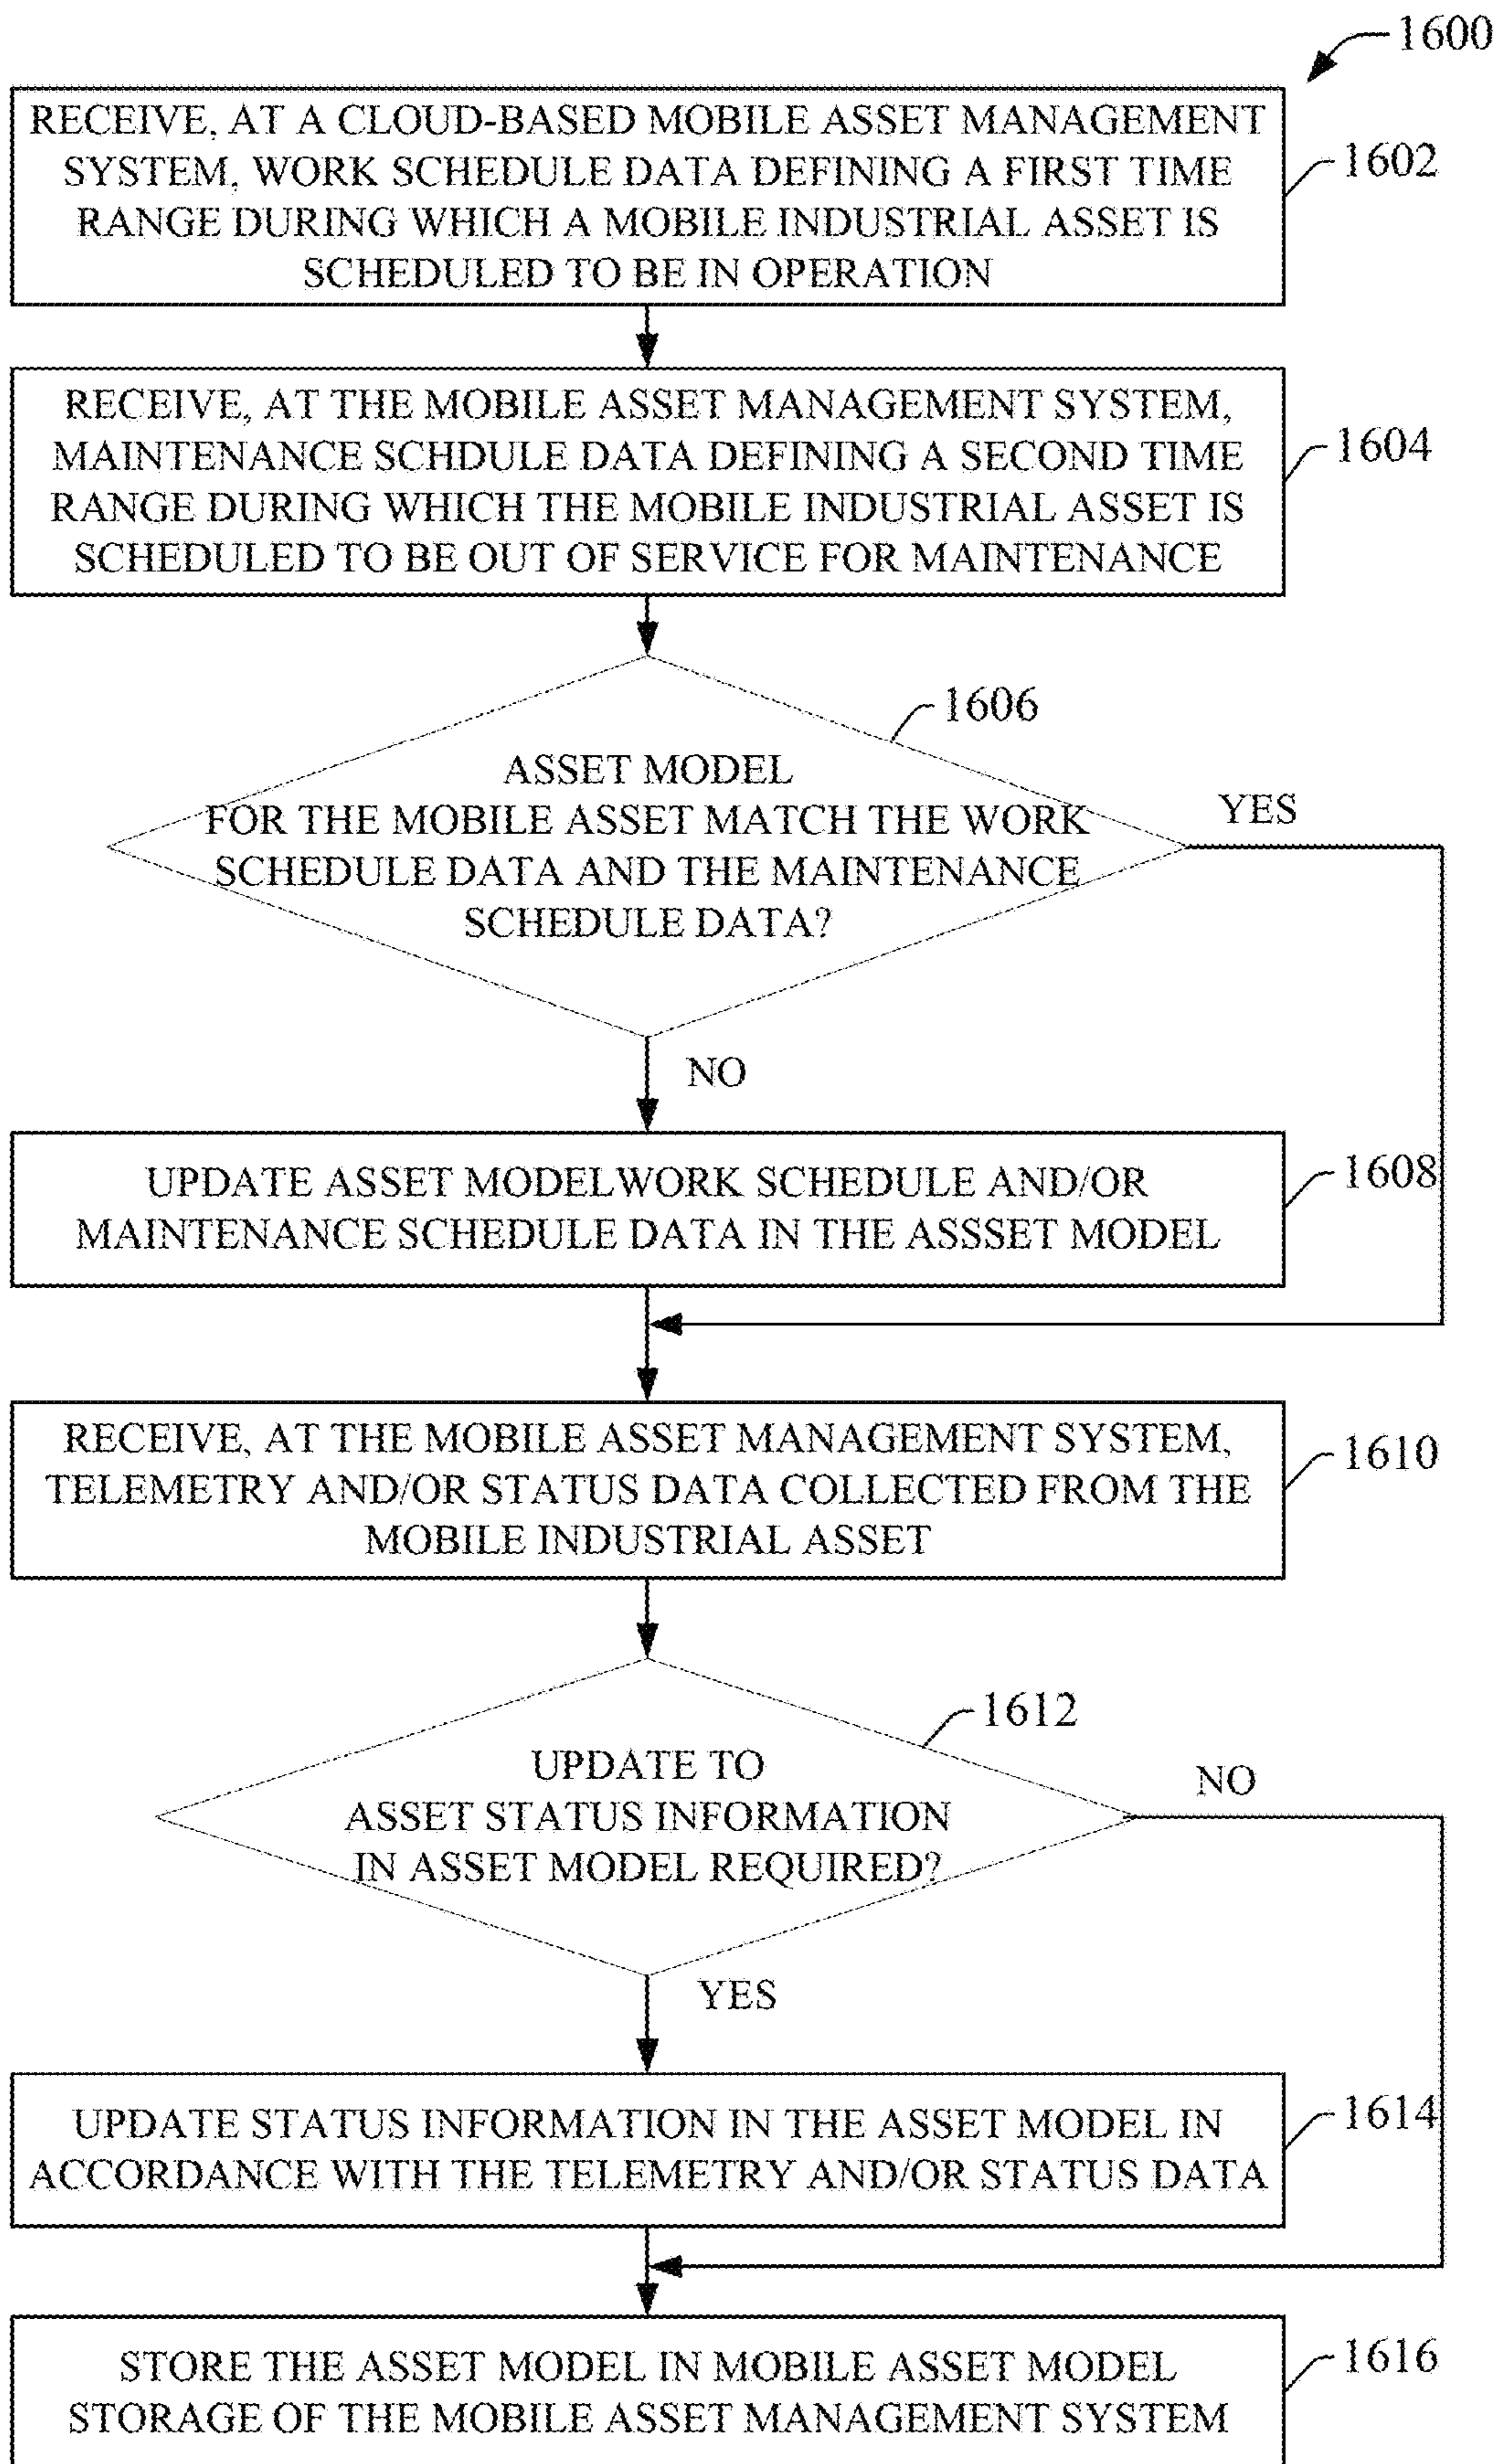 1600
RECEIVE, AT A CLOUD-BASED MOBILE ASSET MANAGEMENT
SYSTEM, WORK SCHEDULE DATA DEFINING A FIRST TIME
RANGE DURING WHICH A MOBILE INDUSTRIAL ASSET IS
SCHEDULED TO BE IN OPERATION
1602
RECEIVE, AT THE MOBILE ASSET MANAGEMENT SYSTEM,
MAINTENANCE SCHDULE DATA DEFINING A SECOND TIME
RANGE DURING WHICH THE MOBILE INDUSTRIAL ASSET IS
SCHEDULED TO BE OUT OF SERVICE FOR MAINTENANCE
1604
1606
ASSET MODEL
FOR THE MOBILE ASSET MATCH THE WORK
SCHEDULE DATA AND THE MAINTENANCE
SCHEDULE DATA?
YES
NO
UPDATE ASSET MODELWORK SCHEDULE AND/OR
MAINTENANCE SCHEDULE DATA IN THE ASSSET MODEL
1608
RECEIVE, AT THE MOBILE ASSET MANAGEMENT SYSTEM,
TELEMETRY AND/OR STATUS DATA COLLECTED FROM THE
MOBILE INDUSTRIAL ASSET
1610
1612
UPDATE TO
ASSET STATUS INFORMATION
IN ASSET MODEL REQUIRED?
NO
YES
UPDATE STATUS INFORMATION IN THE ASSET MODEL IN
ACCORDANCE WITH THE TELEMETRY AND/OR STATUS DATA
1614
STORE THE ASSET MODEL IN MOBILE ASSET MODEL
STORAGE OF THE MOBILE ASSET MANAGEMENT SYSTEM
1616